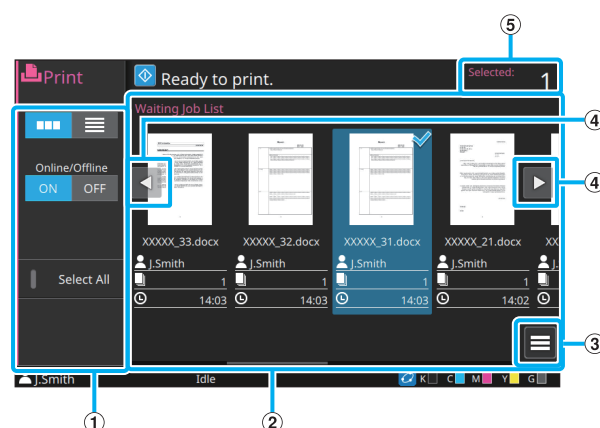 5
Print
Ready to print.
Selected:
1
Waiting Job List
4
Online/Offline
ON OFF
4
XXXXX_33.docx XXXXX_32.docx XXXXX_31.docx XXXXX_21.docx XX
J.Smith J.Smith J.Smith J.Smith J.
Select All
1 1 1 1
14:03 14:03 14:03 14:02
3
J.Smith Idle K C M Y G
1 2